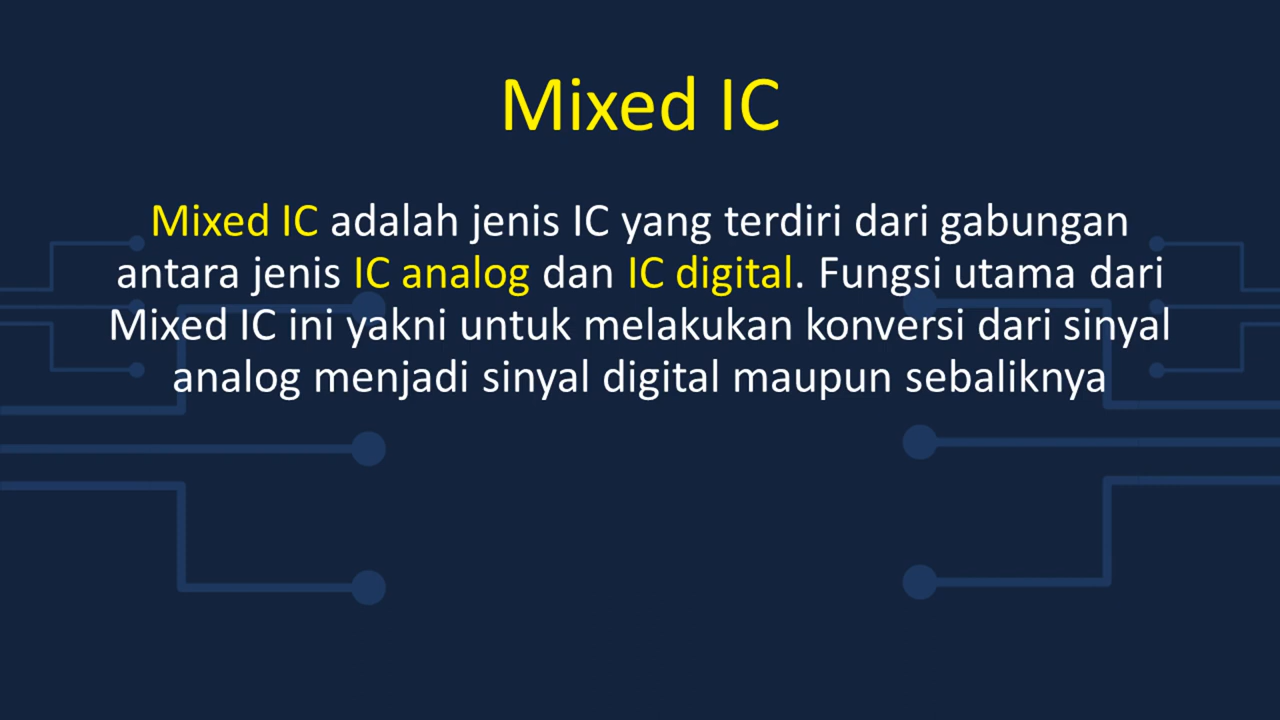 Mixed IC
Mixed IC adalah jenis IC yang terdiri dari gabungan
antara jenis IC analog dan IC digital. Fungsi utama dari
Mixed IC ini yakni untuk melakukan konversi dari sinyal
analog menjadi sinyal digital maupun sebaliknya